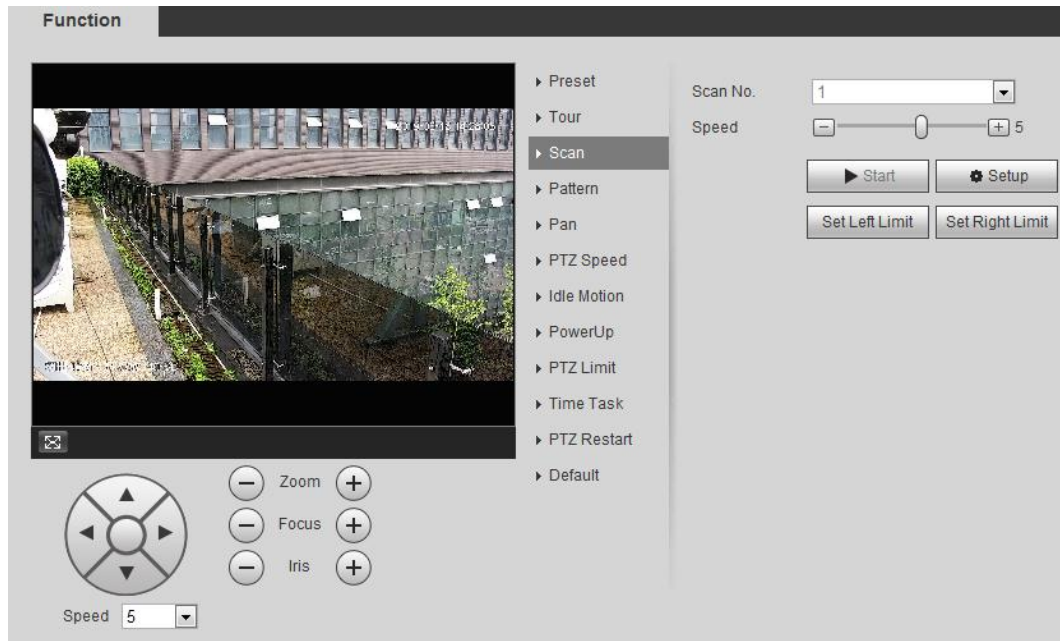 Function
Preset
Tour
Scan
Pattern
Pan
PTZ Speed
Idle Motion
PowerUp
PTZ Limit
Time Task
PTZ Restart
Default
Scan No. 1
Speed 5
Start Setup
Set Left Limit Set Right Limit
Zoom
Focus
Iris
Speed 5